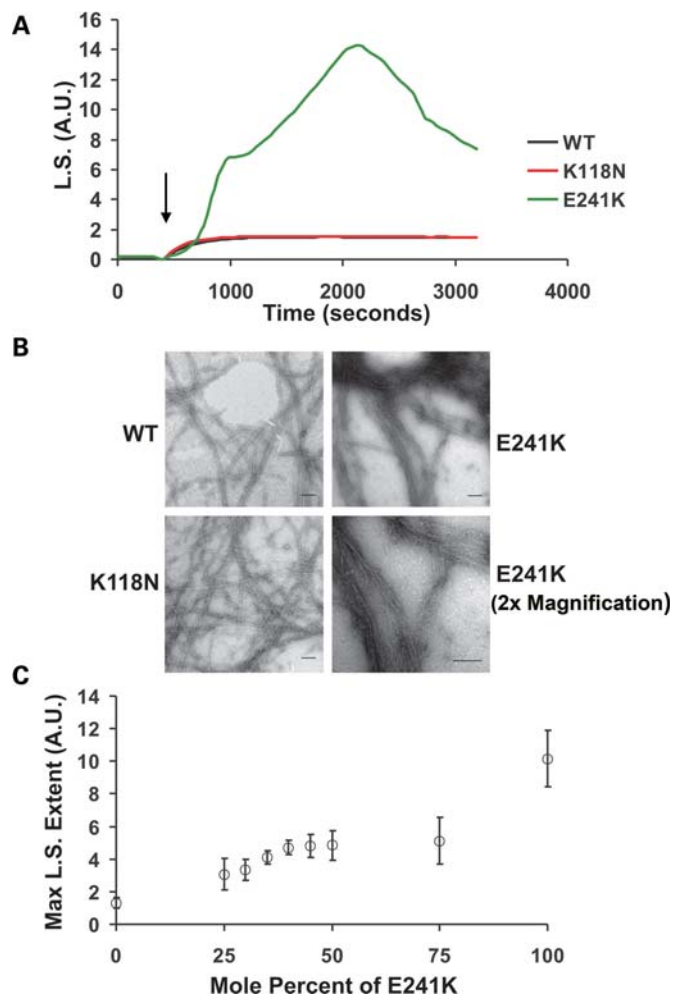 A
L.S. (A.U.)
16
14
12
10
8
6
4
2
0
0 1000 2000 3000 4000
Time (seconds)
WT
K118N
E241K
B
WT
E241K
K118N
E241K
(2x Magnification)
C
Max L.S. Extent (A.U.)
14
12
10
8
6
4
2
0
0 25 50 75 100
Mole Percent of E241K